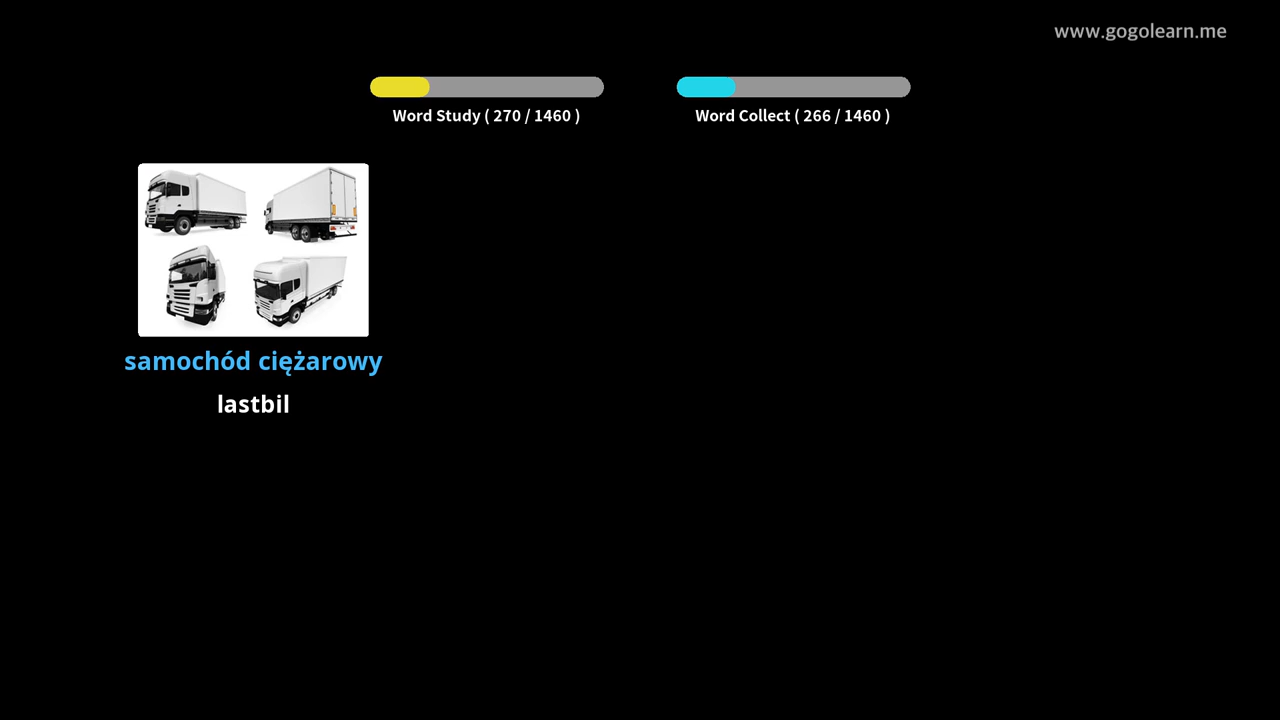 www.gogolearn.me
Word Study ( 270 / 1460 )
Word Collect ( 266 / 1460 )
samochód ciężarowy
lastbil